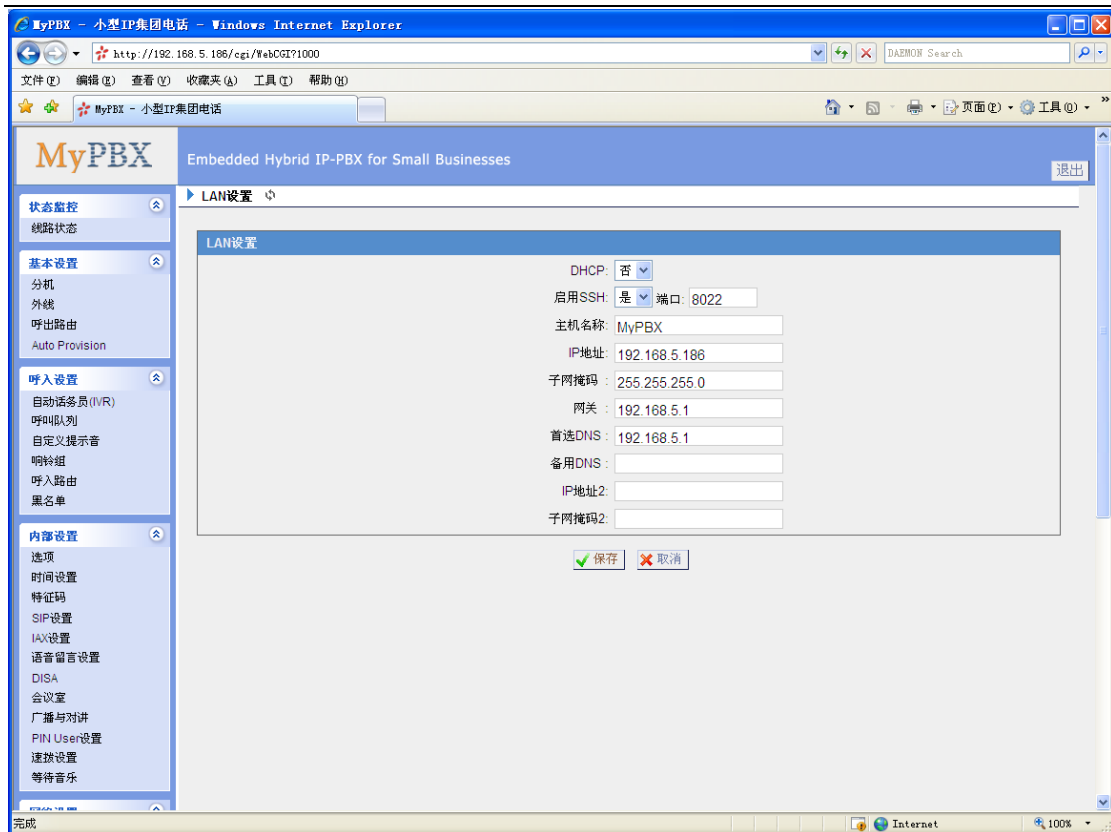 MyPBX - 小型IP集团电话 - Windows Internet Explorer
http://192.168.5.186/cgi/WebCGI?1000
DAEMON Search
文件(F) 编辑(E) 查看(V) 收藏夹(A) 工具(T) 帮助(H)
MyPBX - 小型IP集团电话
页面(P) 工具(O) »
MyPBX
Embedded Hybrid IP-PBX for Small Businesses
退出
状态监控
线路状态
基本设置
分机
外线
呼出路由
Auto Provision
呼入设置
自动话务员(IVR)
呼叫队列
自定义提示音
响铃组
呼入路由
黑名单
内部设置
选项
时间设置
特征码
SIP设置
IAX设置
语音留言设置
DISA
会议室
广播与对讲
PIN User设置
速拨设置
等待音乐
LAN设置
LAN设置
DHCP: 否
启用SSH: 是 端口: 8022
主机名称: MyPBX
IP地址: 192.168.5.186
子网掩码 : 255.255.255.0
网关 : 192.168.5.1
首选DNS : 192.168.5.1
备用DNS :
IP地址2:
子网掩码2:
保存 取消
完成
Internet
100%